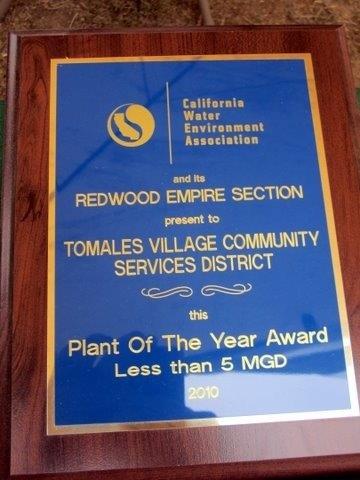 California
Water
Environment
Association
and its
REDWOOD EMPIRE SECTION
present to
TOMALES VILLAGE COMMUNITY
SERVICES DISTRICT
this
Plant Of The Year Award
Less than 5 MGD
2010